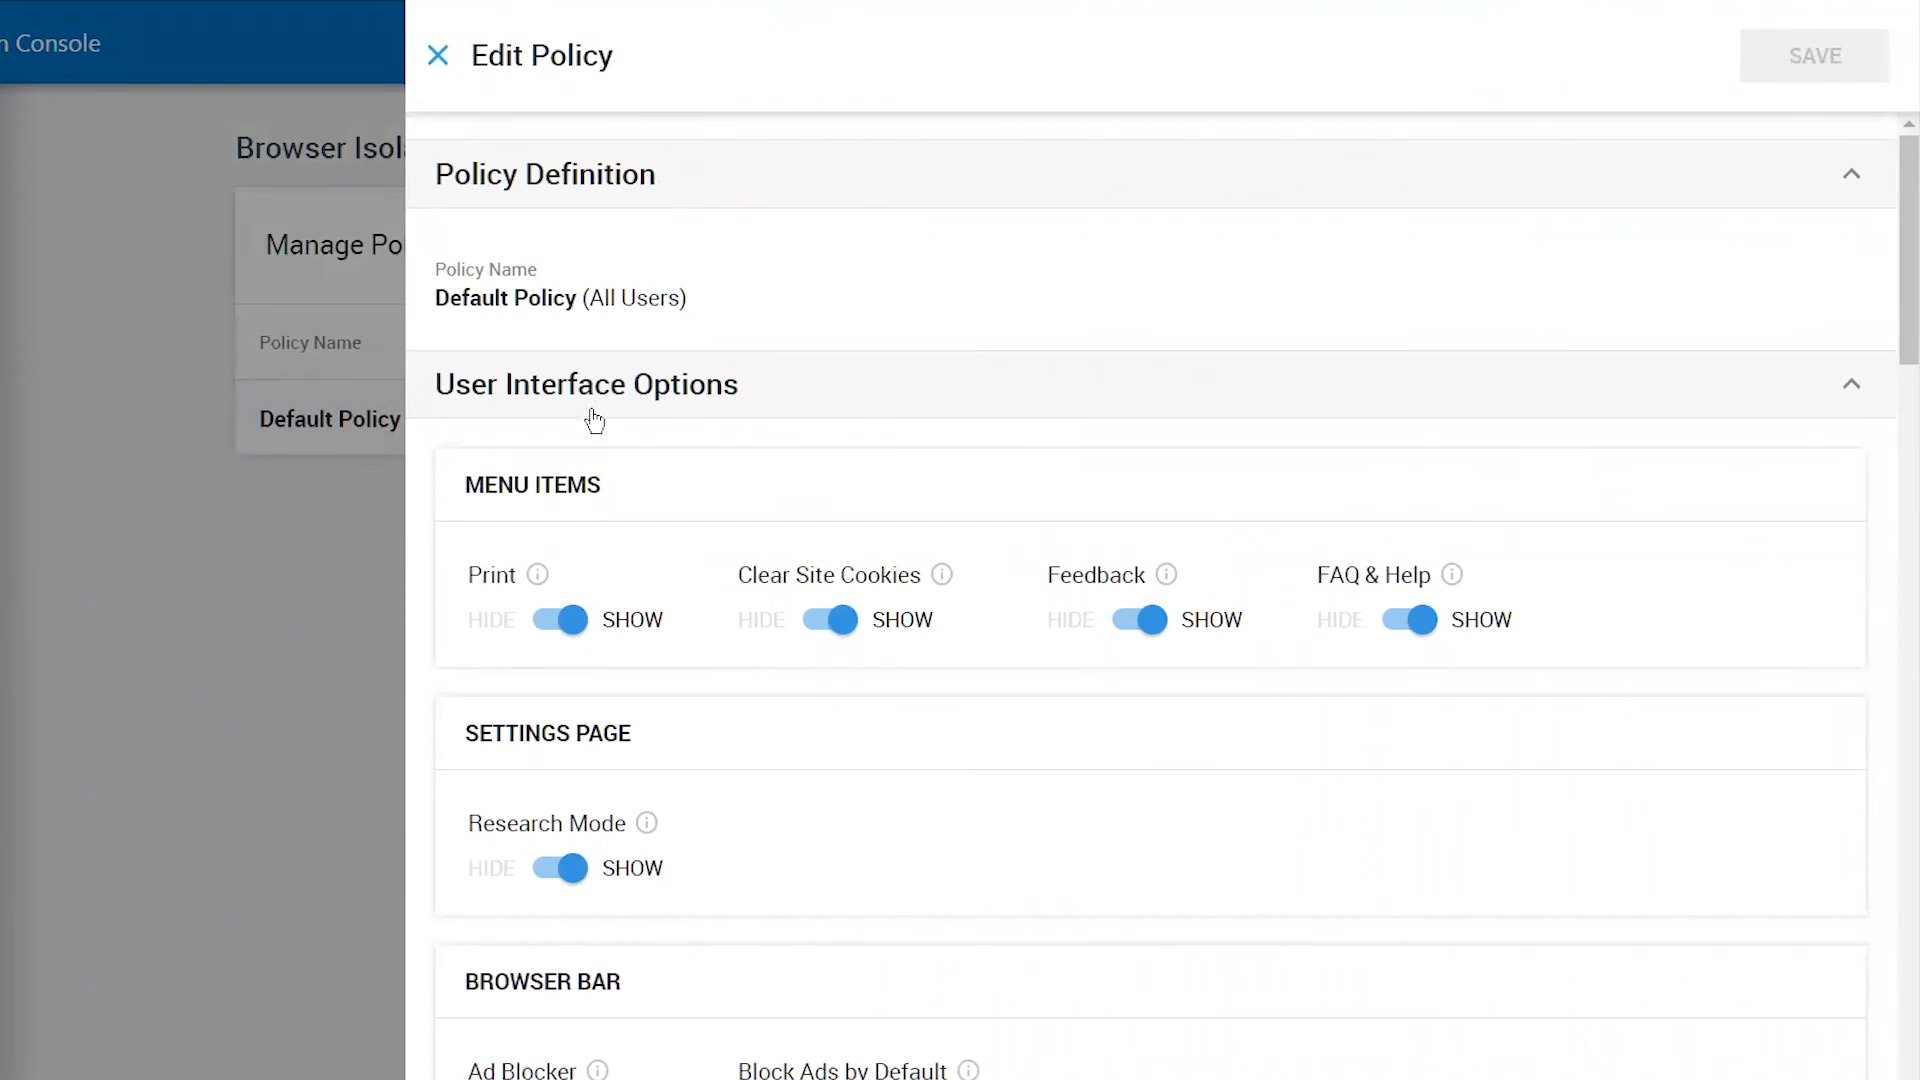 Console
Edit Policy
SAVE
Browser
Policy Definition
Manage
Policy Name
Default Policy (All Users)
Policy Name
User Interface Options
Default Policy
MENU ITEMS
Print
Clear Site Cookies
Feedback
FAQ & Help
HIDE SHOW
HIDE SHOW
HIDE SHOW
HIDE SHOW
SETTINGS PAGE
Research Mode
HIDE SHOW
BROWSER BAR
Ad Blocker
Block Ads by Default